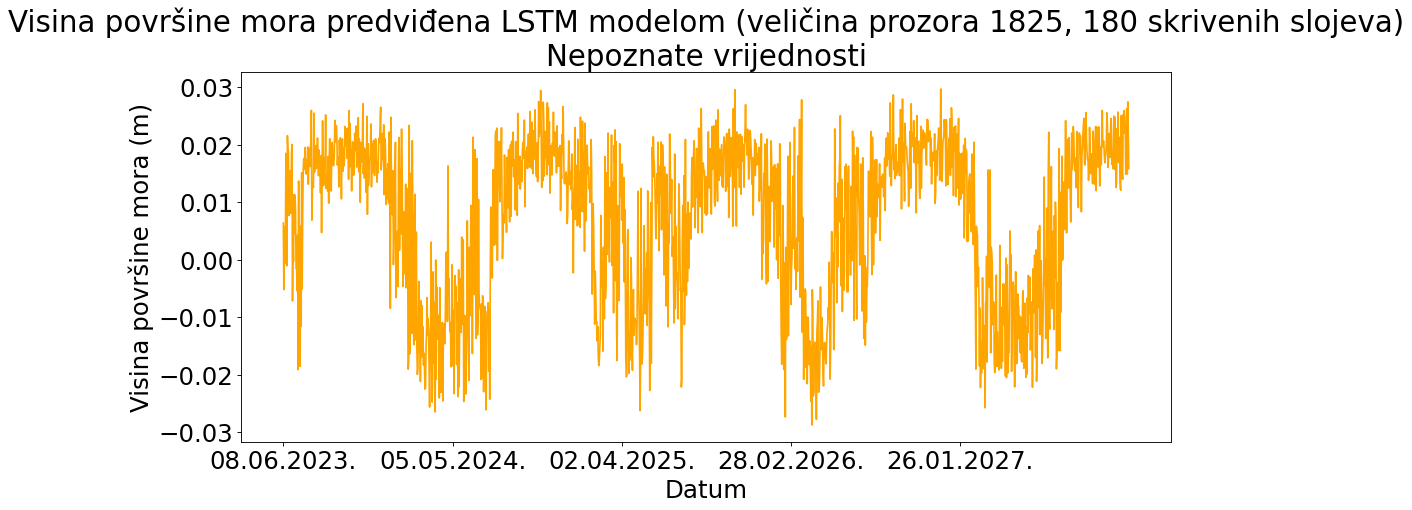 Visina površine mora predviđena LSTM modelom (veličina prozora 1825, 180 skrivenih slojeva)
Nepoznate vrijednosti
Visina površine mora (m)
0.03
0.02
0.01
0.00
−0.01
−0.02
−0.03
08.06.2023. 05.05.2024. 02.04.2025. 28.02.2026. 26.01.2027.
Datum